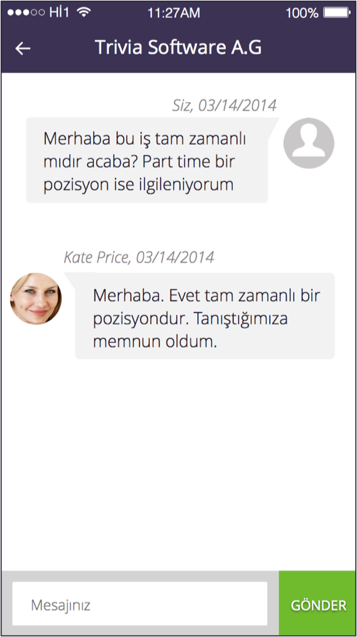 Hİ1 11:27AM 100%
Trivia Software A.G
Siz, 03/14/2014
Merhaba bu iş tam zamanlı
mıdır acaba? Part time bir
pozisyon ise ilgileniyorum
Kate Price, 03/14/2014
Merhaba. Evet tam zamanlı bir
pozisyondur. Tanıştığımıza
memnun oldum.
Mesajınız
GÖNDER